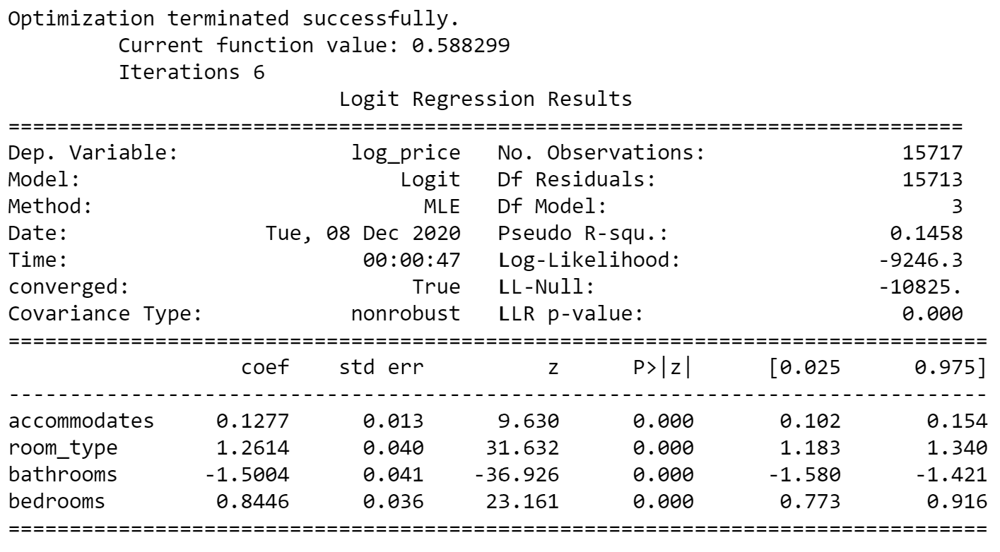 Optimization terminated successfully.
         Current function value: 0.588299
         Iterations 6
                           Logit Regression Results
==============================================================================
Dep. Variable:              log_price   No. Observations:                15717
Model:                          Logit   Df Residuals:                    15713
Method:                           MLE   Df Model:                            3
Date:                Tue, 08 Dec 2020   Pseudo R-squ.:                  0.1458
Time:                        00:00:47   Log-Likelihood:                -9246.3
converged:                       True   LL-Null:                       -10825.
Covariance Type:            nonrobust   LLR p-value:                     0.000
================================================================================
                   coef    std err          z      P>|z|      [0.025      0.975]
--------------------------------------------------------------------------------
accommodates     0.1277      0.013      9.630      0.000       0.102       0.154
room_type        1.2614      0.040     31.632      0.000       1.183       1.340
bathrooms       -1.5004      0.041    -36.926      0.000      -1.580      -1.421
bedrooms         0.8446      0.036     23.161      0.000       0.773       0.916
================================================================================